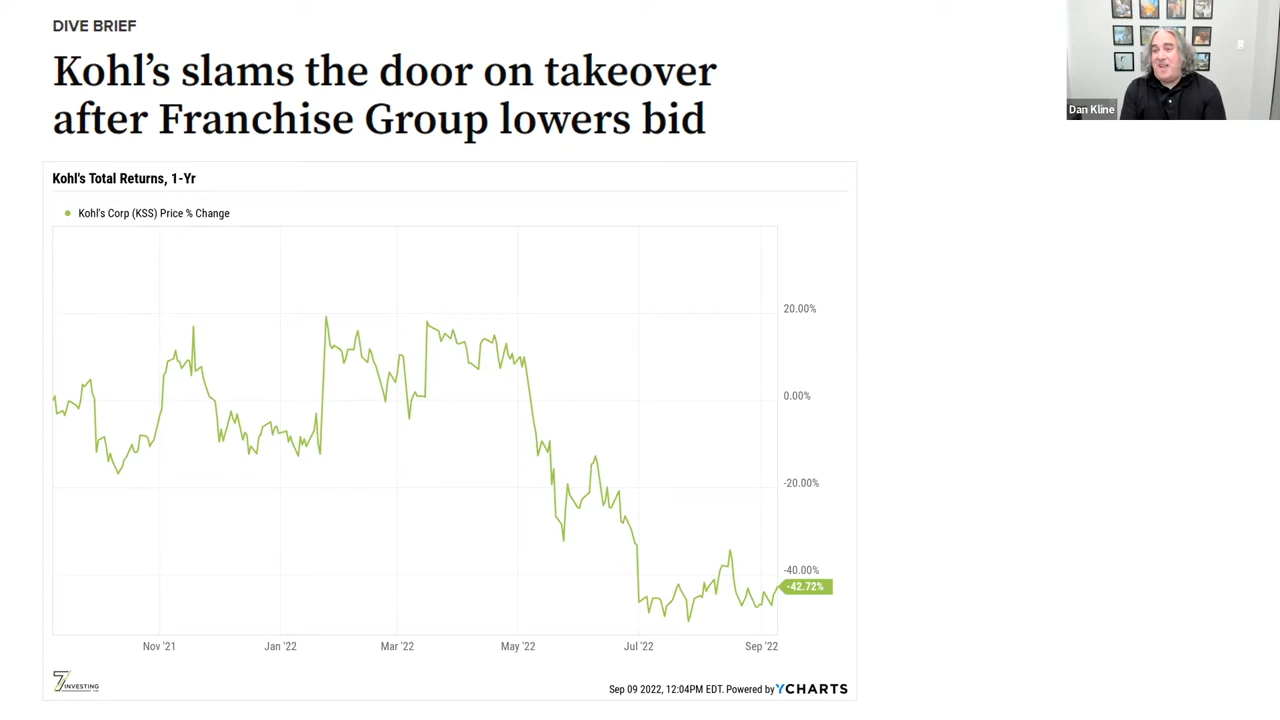 DIVE BRIEF
Kohl’s slams the door on takeover
after Franchise Group lowers bid
Dan Kline
Kohl's Total Returns, 1-Yr
Kohl's Corp (KSS) Price % Change
20.00%
0.00%
-20.00%
-40.00%
-42.72%
Nov '21 Jan '22 Mar '22 May '22 Jul '22 Sep '22
7INVESTING
Sep 09 2022, 12:04PM EDT. Powered by YCHARTS